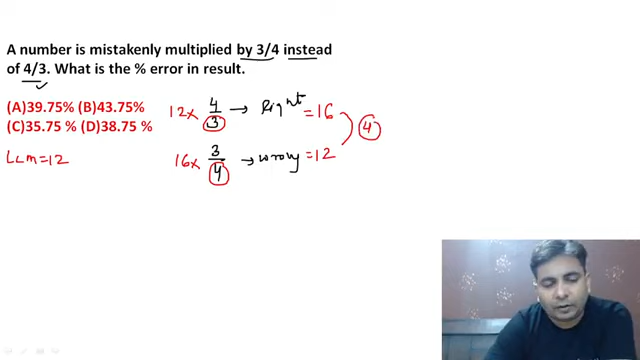 A number is mistakenly multiplied by 3/4 instead
of 4/3. What is the % error in result.
(A)39.75% (B)43.75%
(C)35.75 % (D)38.75 %
LCM=12
12× 4/3 → Right =16
4
16× 3/4 → wrong =12